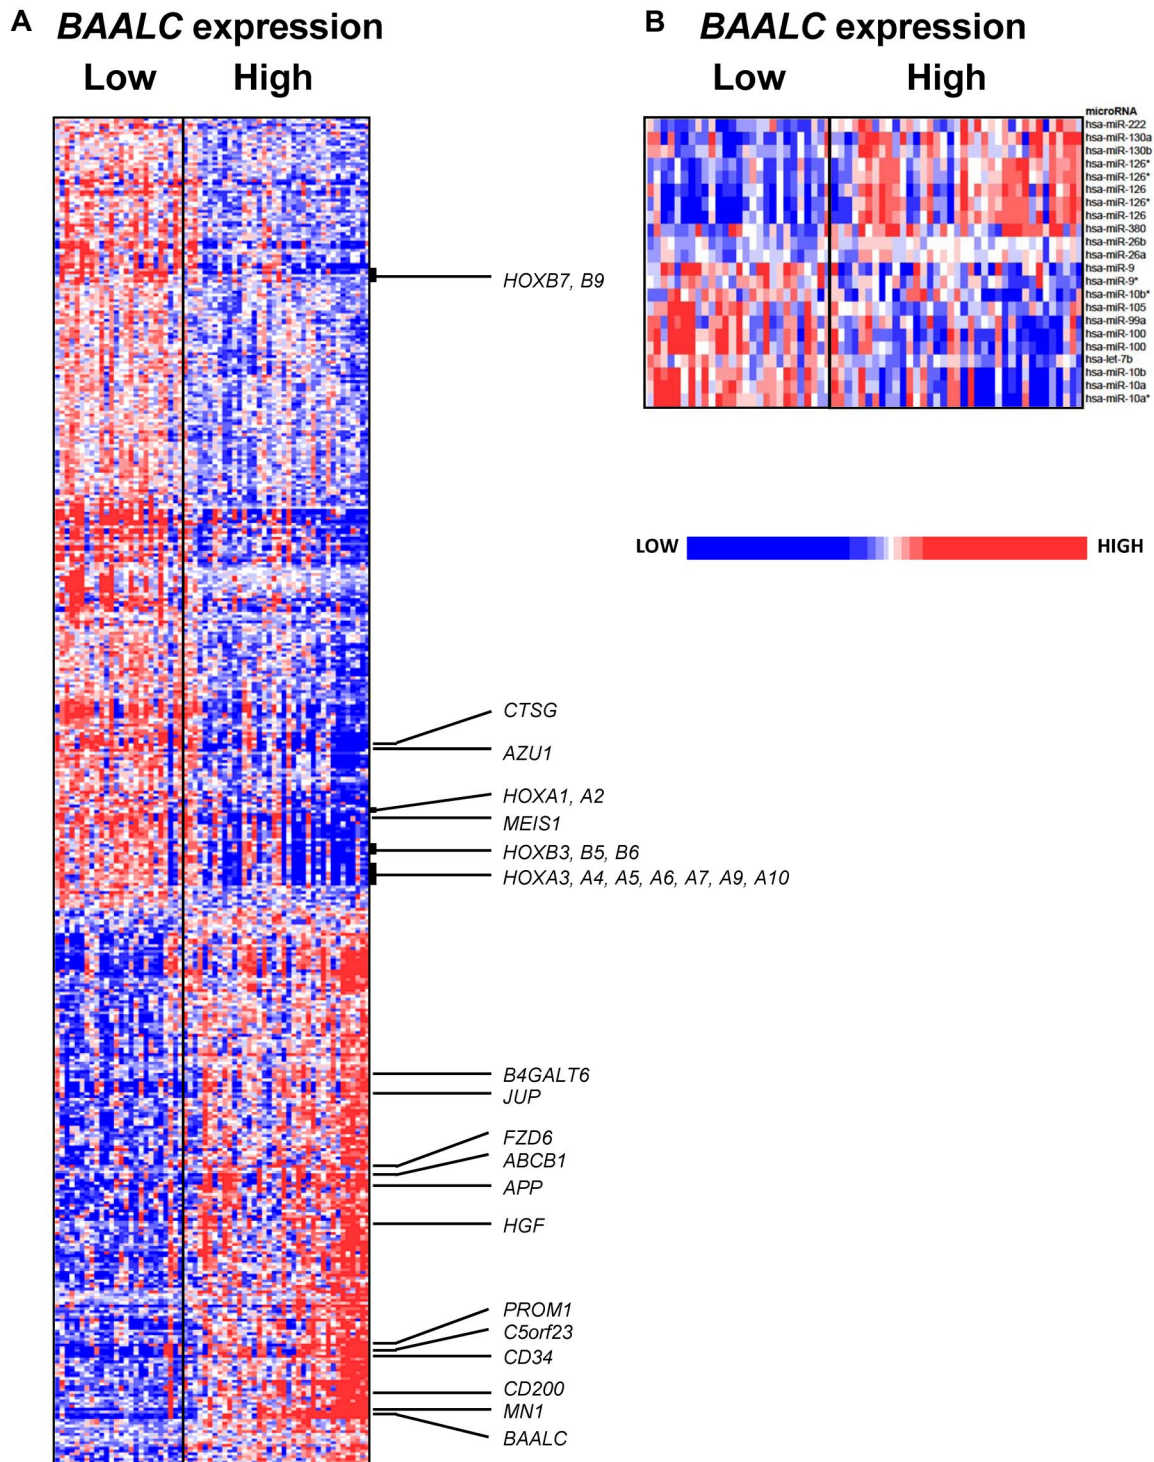 A BAALC expression
Low High
HOXB7, B9
CTSG
AZU1
HOXA1, A2
MEIS1
HOXB3, B5, B6
HOXA3, A4, A5, A6, A7, A9, A10
B4GALT6
JUP
FZD6
ABCB1
APP
HGF
PROM1
C5orf23
CD34
CD200
MN1
BAALC
B BAALC expression
Low High
microRNA
hsa-miR-222
hsa-miR-130a
hsa-miR-130b
hsa-miR-126*
hsa-miR-126*
hsa-miR-126
hsa-miR-126*
hsa-miR-126
hsa-miR-380
hsa-miR-26b
hsa-miR-26a
hsa-miR-9
hsa-miR-9*
hsa-miR-10b*
hsa-miR-105
hsa-miR-99a
hsa-miR-100
hsa-miR-100
hsa-let-7b
hsa-miR-10b
hsa-miR-10a
hsa-miR-10a*
LOW HIGH